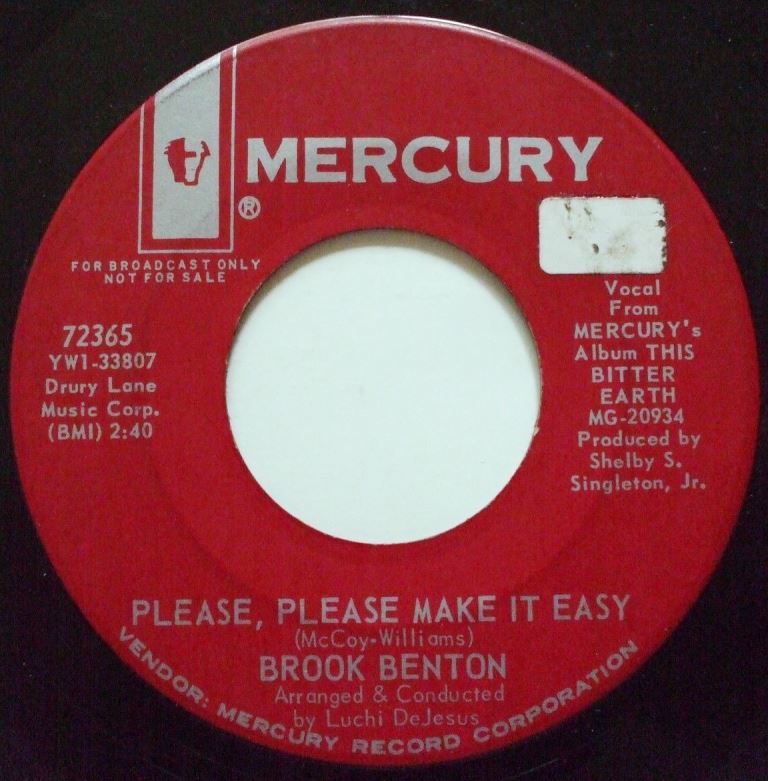 MERCURY
®
FOR BROADCAST ONLY
NOT FOR SALE
72365
YW1-33807
Drury Lane
Music Corp.
(BMI) 2:40
Vocal
From
MERCURY's
Album THIS
BITTER
EARTH
MG-20934
Produced by
Shelby S.
Singleton, Jr.
PLEASE, PLEASE MAKE IT EASY
(McCoy-Williams)
BROOK BENTON
Arranged & Conducted
by Luchi DeJesus
VENDOR: MERCURY RECORD CORPORATION